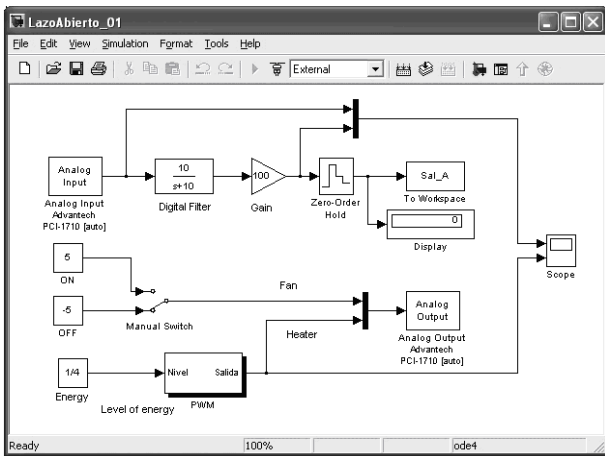 LazoAbierto_01
File Edit View Simulation Format Tools Help
External
Analog
Input
Analog Input
Advantech
PCI-1710 [auto]
10
s+10
Digital Filter
100
Gain
Zero-Order
Hold
Sal_A
To Workspace
0
Display
Scope
5
ON
-5
OFF
Manual Switch
Fan
Heater
Analog
Output
Analog Output
Advantech
PCI-1710 [auto]
1/4
Energy
Level of energy
Nivel Salida
PWM
Ready 100% ode4